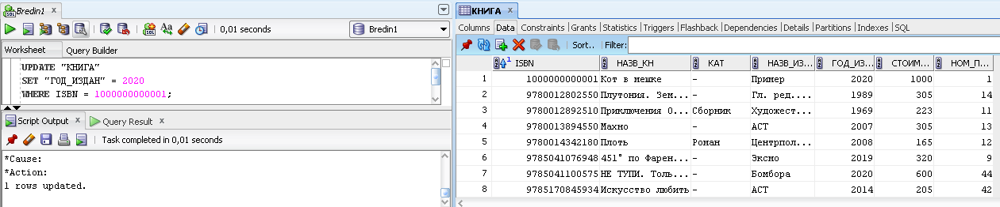 Bredin1 x
0,01 seconds
Bredin1
Worksheet Query Builder
UPDATE "КНИГА"
SET "ГОД_ИЗДАН" = 2020
WHERE ISBN = 1000000000001;
Script Output x Query Result x
Task completed in 0,01 seconds
*Cause:
*Action:
1 rows updated.
КНИГА x
Columns Data Constraints Grants Statistics Triggers Flashback Dependencies Details Partitions Indexes SQL
Sort.. Filter:
ISBN НАЗВ_КН КАТ НАЗВ_ИЗ... ГОД_ИЗ... СТОИМ... НОМ_П...
1 1000000000001 Кот в мешке - Пример 2020 1000 1
2 9780012802550 Плутония. Зем... - Гл. ред.... 1989 305 14
3 9780012892510 Приключения О... Сборник Художест... 1969 223 11
4 9780013894550 Махно - АСТ 2007 305 13
5 9780014342180 Плоть Роман Центрпол... 2008 165 12
6 9785041076948 451° по Фарен... - Эксмо 2019 320 9
7 9785041100575 НЕ ТУПИ. Толь... - Бомбора 2020 600 44
8 9785170845934 Искусство любить - АСТ 2014 205 42